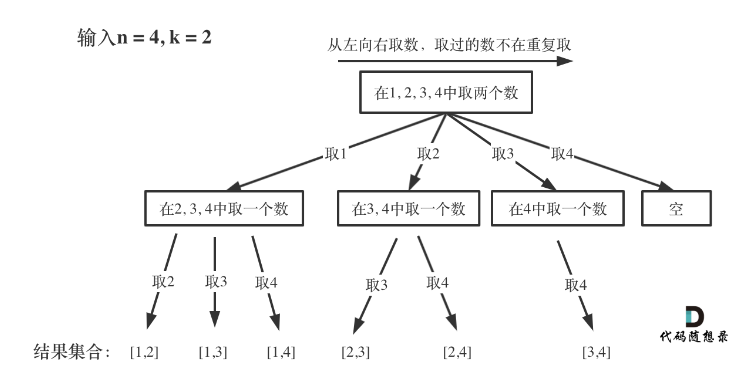 输入n = 4, k = 2
从左向右取数，取过的数不在重复取
在1, 2, 3, 4中取两个数
取1 取2 取3 取4
在2, 3, 4中取一个数 在3, 4中取一个数 在4中取一个数 空
取2 取3 取4 取3 取4 取4
代码随想录
结果集合： [1,2] [1,3] [1,4] [2,3] [2,4] [3,4]